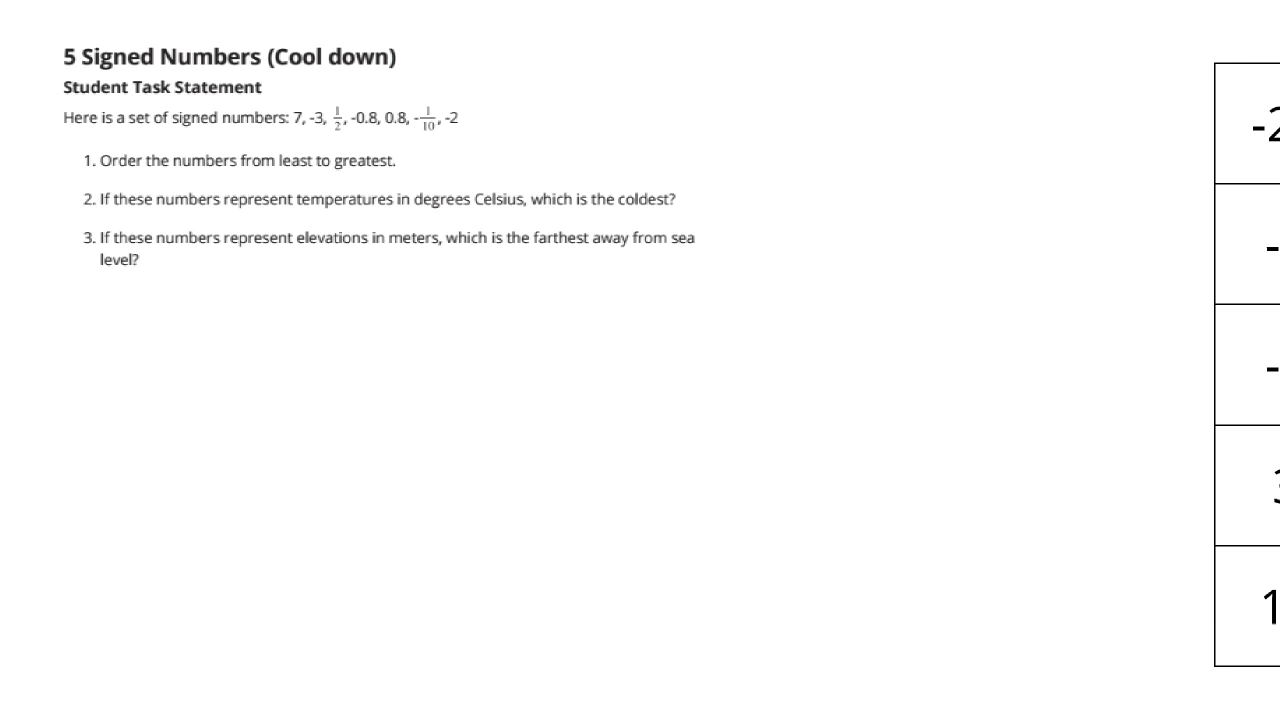 5 Signed Numbers (Cool down)
Student Task Statement
Here is a set of signed numbers: 7, -3, 1/2, -0.8, 0.8, -1/10, -2
1. Order the numbers from least to greatest.
2. If these numbers represent temperatures in degrees Celsius, which is the coldest?
3. If these numbers represent elevations in meters, which is the farthest away from sea
level?